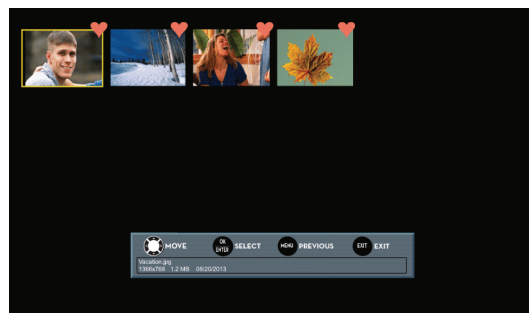 MOVE
OK
ENTER
SELECT
MENU
PREVIOUS
EXIT
EXIT
Vacation.jpg
1366x768 1.2 MB 08/20/2013